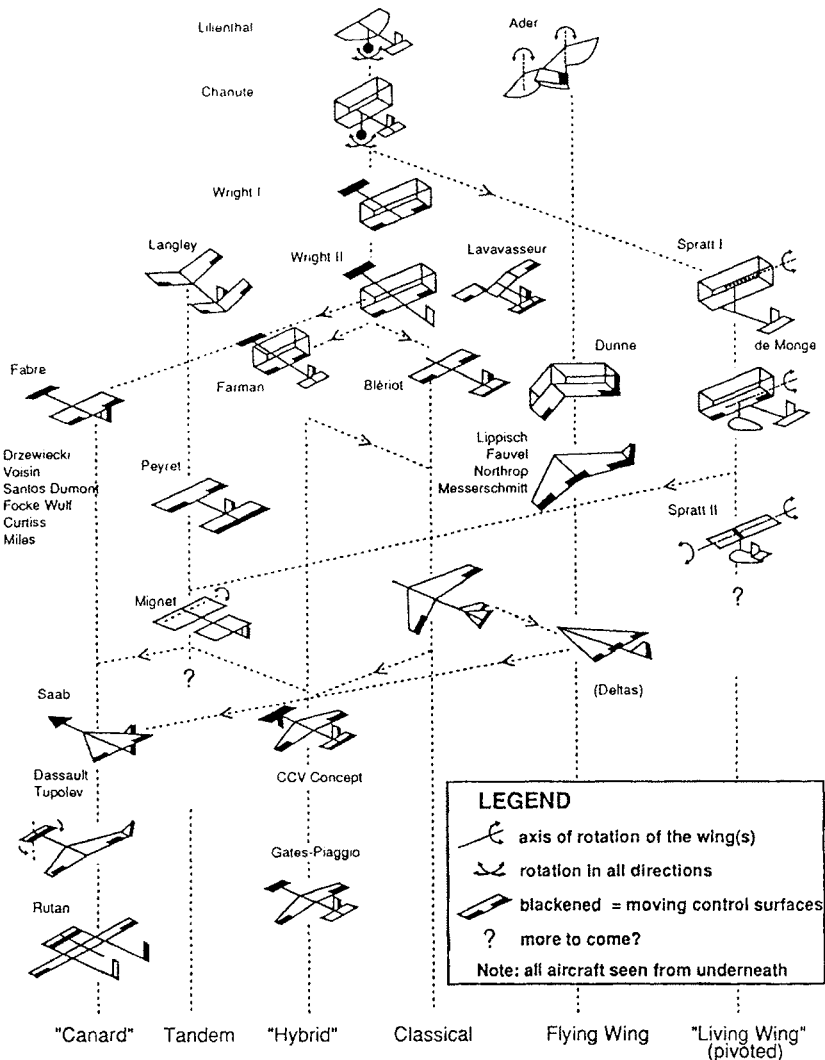 Lilienthal
Ader
Chanute
Wright I
Langley
Wright II
Lavavasseur
Spratt I
de Monge
Dunne
Fabre
Farman
Blèriot
Drzewiecki
Voisin
Santos Dumont
Focke Wulf
Curtiss
Miles
Peyret
Lippisch
Fauvel
Northrop
Messerschmitt
Spratt II
?
Mignet
?
(Deltas)
Saab
Dassault
Tupolev
CCV Concept
Gates-Piaggio
Rutan
LEGEND
axis of rotation of the wing(s)
rotation in all directions
blackened = moving control surfaces
? more to come?
Note: all aircraft seen from underneath
"Canard" Tandem "Hybrid" Classical Flying Wing "Living Wing"
(pivoted)